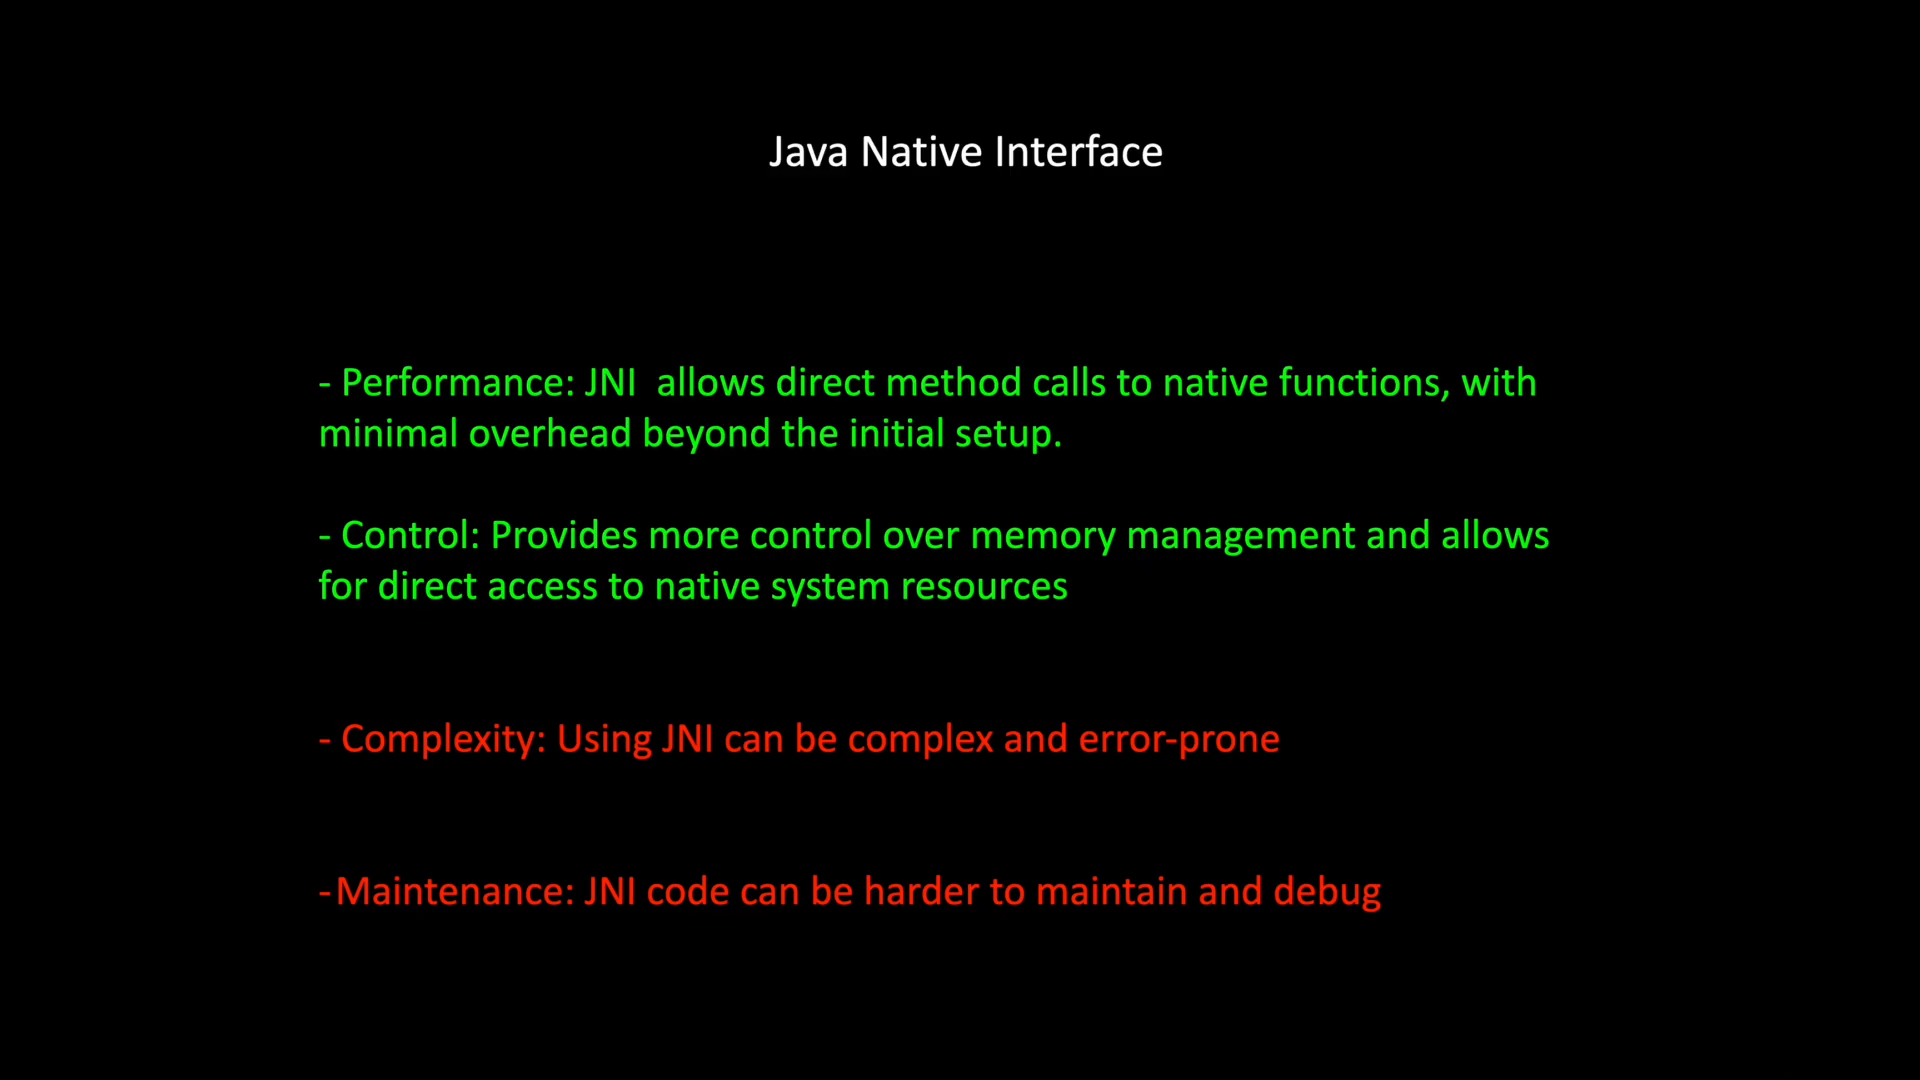 Java Native Interface
- Performance: JNI  allows direct method calls to native functions, with
minimal overhead beyond the initial setup.
- Control: Provides more control over memory management and allows
for direct access to native system resources
- Complexity: Using JNI can be complex and error-prone
- Maintenance: JNI code can be harder to maintain and debug